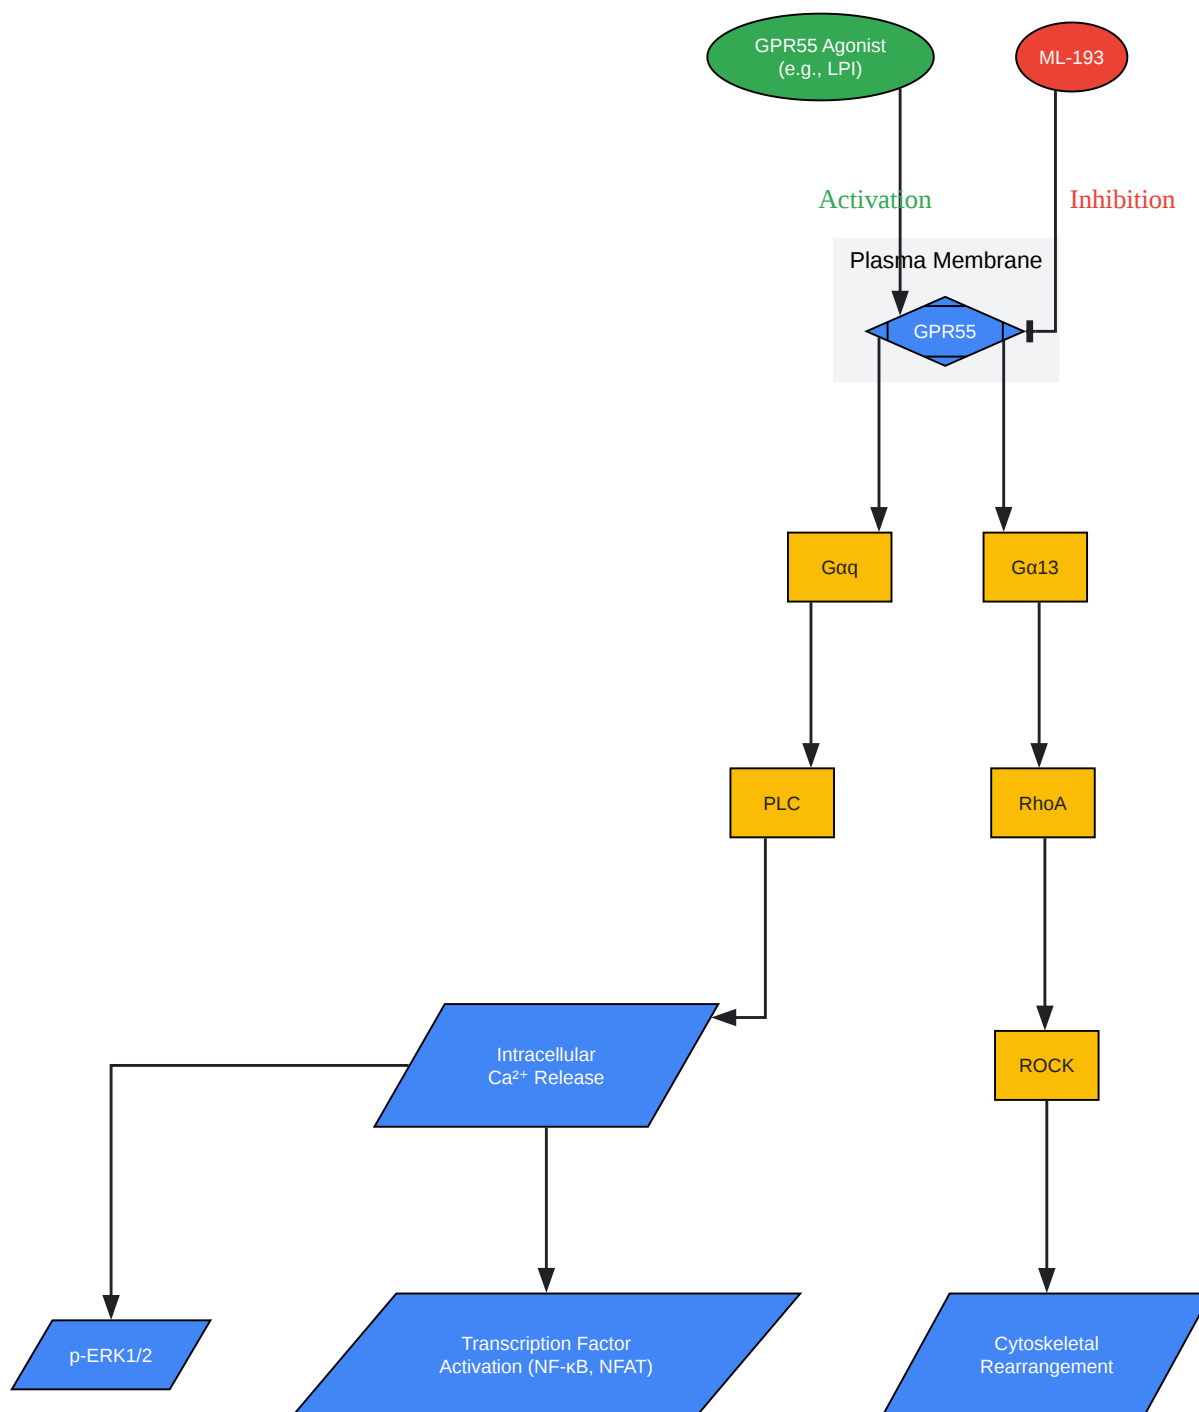 GPR55 Agonist
(e.g., LPI)
ML-193
Activation
Inhibition
Plasma Membrane
GPR55
Gαq
Gα13
PLC
RhoA
Intracellular
Ca²⁺ Release
ROCK
p-ERK1/2
Transcription Factor
Activation (NF-κB, NFAT)
Cytoskeletal
Rearrangement